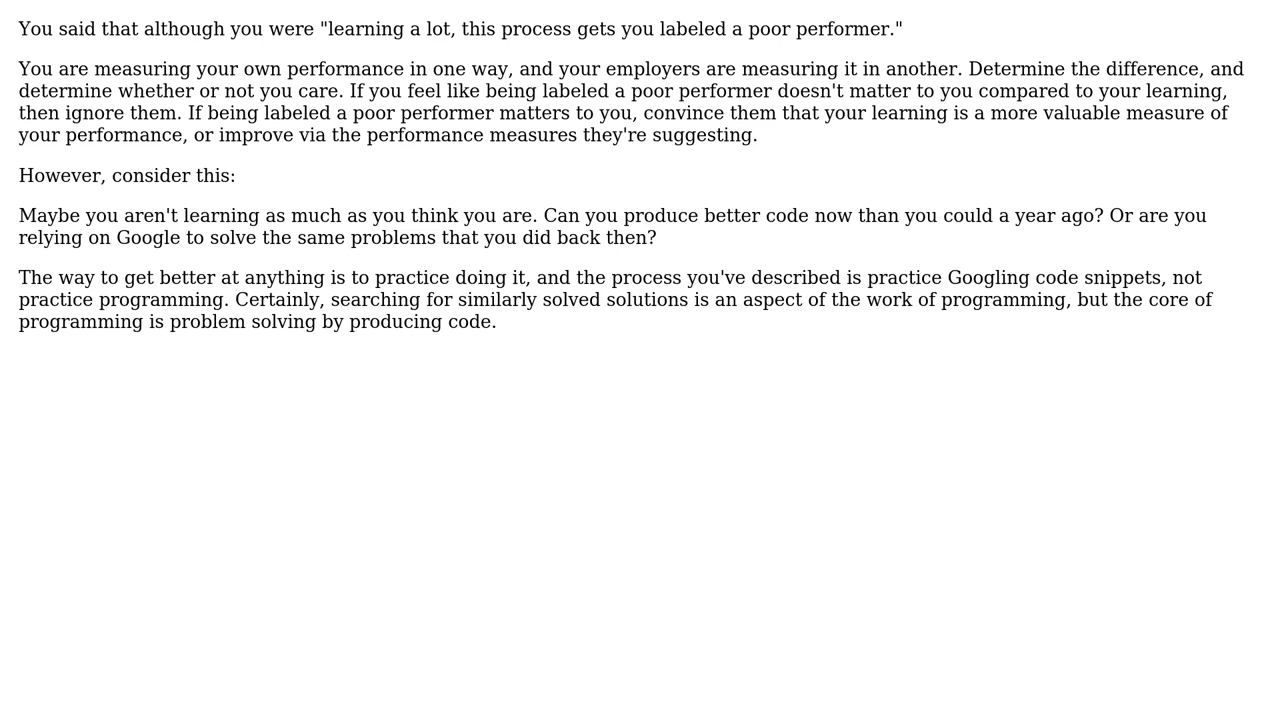 You said that although you were "learning a lot, this process gets you labeled a poor performer."
You are measuring your own performance in one way, and your employers are measuring it in another. Determine the difference, and
determine whether or not you care. If you feel like being labeled a poor performer doesn't matter to you compared to your learning,
then ignore them. If being labeled a poor performer matters to you, convince them that your learning is a more valuable measure of
your performance, or improve via the performance measures they're suggesting.
However, consider this:
Maybe you aren't learning as much as you think you are. Can you produce better code now than you could a year ago? Or are you
relying on Google to solve the same problems that you did back then?
The way to get better at anything is to practice doing it, and the process you've described is practice Googling code snippets, not
practice programming. Certainly, searching for similarly solved solutions is an aspect of the work of programming, but the core of
programming is problem solving by producing code.